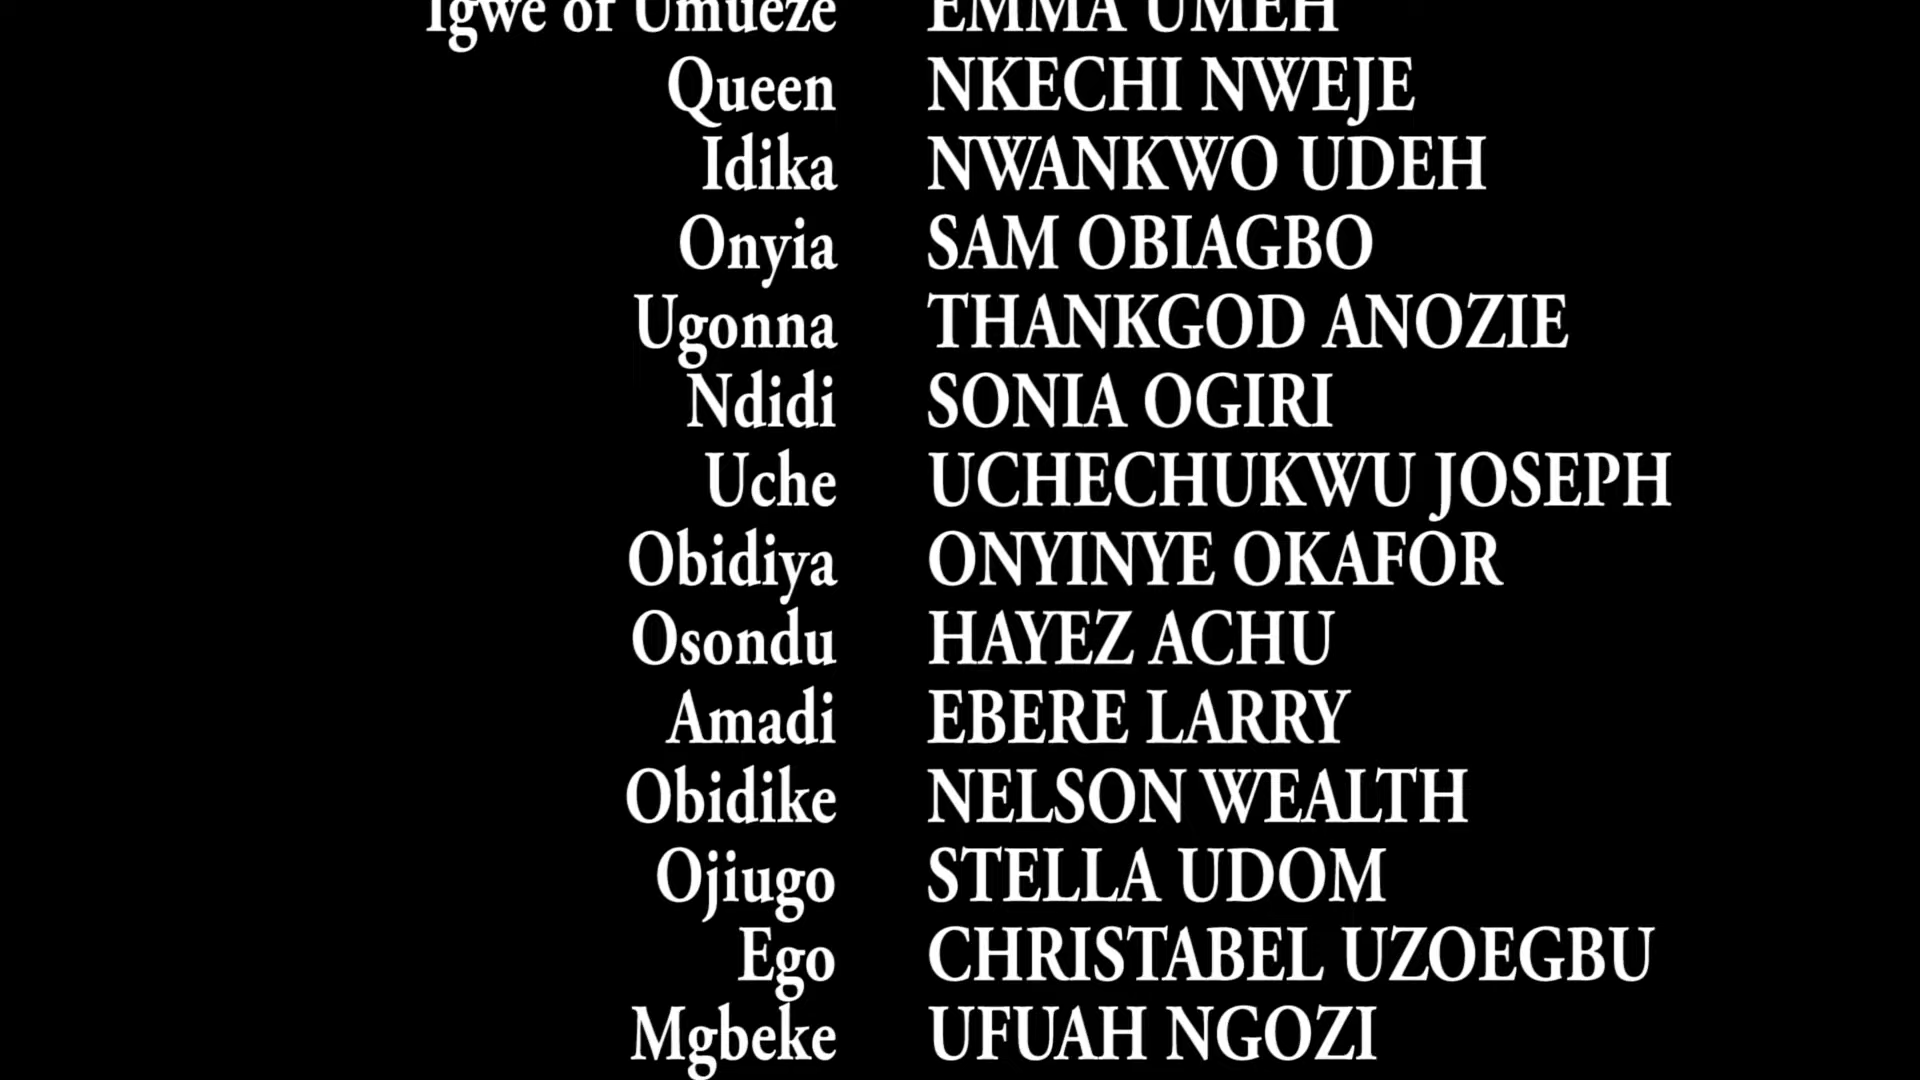 Igwe of Umueze EMMA UMEH
Queen NKECHI NWEJE
Idika NWANKWO UDEH
Onyia SAM OBIAGBO
Ugonna THANKGOD ANOZIE
Ndidi SONIA OGIRI
Uche UCHECHUKWU JOSEPH
Obidiya ONYINYE OKAFOR
Osondu HAYEZ ACHU
Amadi EBERE LARRY
Obidike NELSON WEALTH
Ojiugo STELLA UDOM
Ego CHRISTABEL UZOEGBU
Mgbeke UFUAH NGOZI